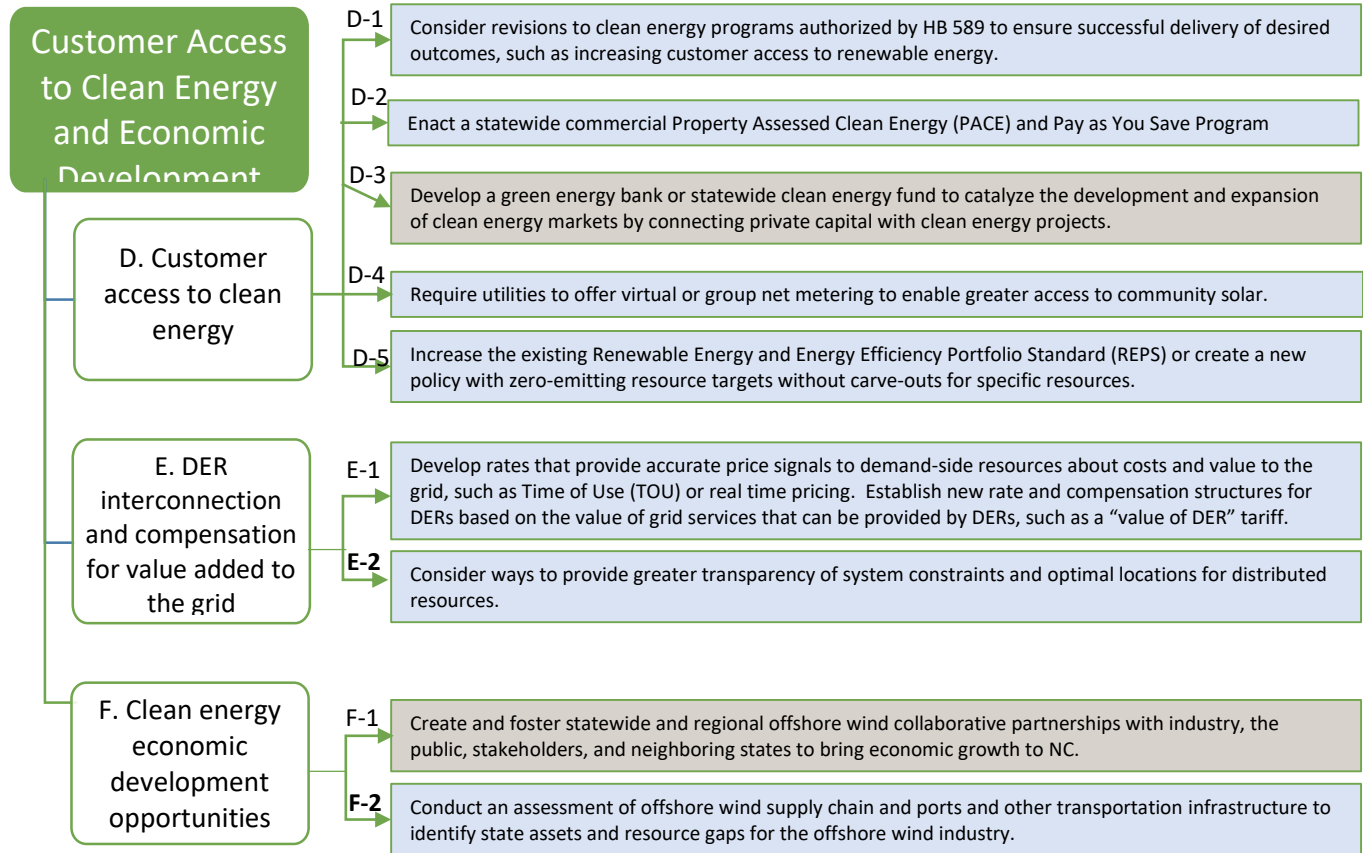 Customer Access
to Clean Energy
and Economic
Development
D-1
Consider revisions to clean energy programs authorized by HB 589 to ensure successful delivery of desired
outcomes, such as increasing customer access to renewable energy.
D-2
Enact a statewide commercial Property Assessed Clean Energy (PACE) and Pay as You Save Program
D-3
Develop a green energy bank or statewide clean energy fund to catalyze the development and expansion
of clean energy markets by connecting private capital with clean energy projects.
D. Customer
access to clean
energy
D-4
Require utilities to offer virtual or group net metering to enable greater access to community solar.
D-5
Increase the existing Renewable Energy and Energy Efficiency Portfolio Standard (REPS) or create a new
policy with zero-emitting resource targets without carve-outs for specific resources.
E. DER
interconnection
and compensation
for value added to
the grid
E-1
Develop rates that provide accurate price signals to demand-side resources about costs and value to the
grid, such as Time of Use (TOU) or real time pricing.  Establish new rate and compensation structures for
DERs based on the value of grid services that can be provided by DERs, such as a “value of DER” tariff.
E-2
Consider ways to provide greater transparency of system constraints and optimal locations for distributed
resources.
F. Clean energy
economic
development
opportunities
F-1
Create and foster statewide and regional offshore wind collaborative partnerships with industry, the
public, stakeholders, and neighboring states to bring economic growth to NC.
F-2
Conduct an assessment of offshore wind supply chain and ports and other transportation infrastructure to
identify state assets and resource gaps for the offshore wind industry.